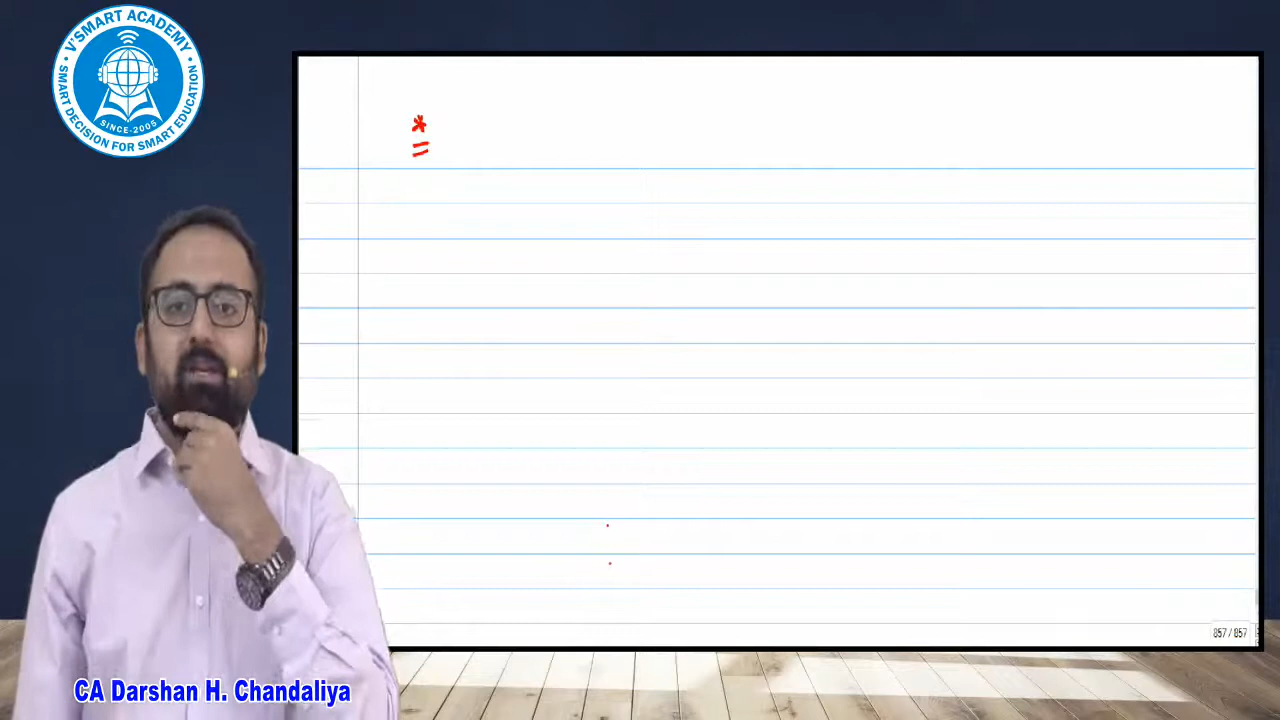 V'SMART ACADEMY
SMART DECISION FOR SMART EDUCATION
SINCE-2005
*
=
857 / 857
CA Darshan H. Chandaliya